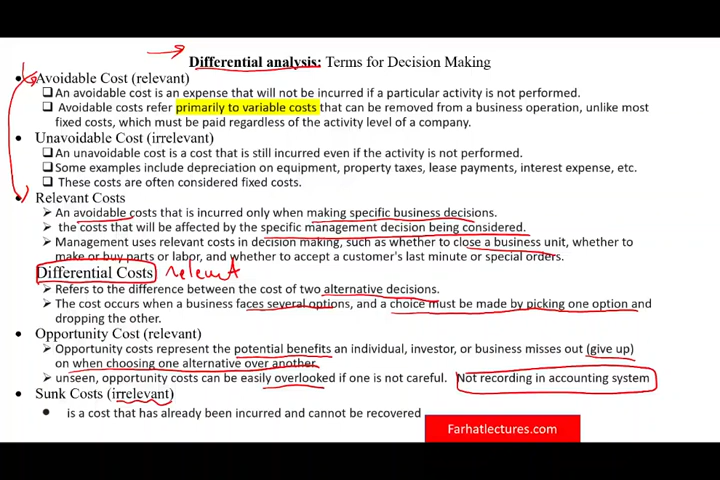 Differential analysis: Terms for Decision Making
• Avoidable Cost (relevant)
❑ An avoidable cost is an expense that will not be incurred if a particular activity is not performed.
❑ Avoidable costs refer primarily to variable costs that can be removed from a business operation, unlike most
fixed costs, which must be paid regardless of the activity level of a company.
• Unavoidable Cost (irrelevant)
❑ An unavoidable cost is a cost that is still incurred even if the activity is not performed.
❑ Some examples include depreciation on equipment, property taxes, lease payments, interest expense, etc.
❑ These costs are often considered fixed costs.
• Relevant Costs
➢ An avoidable costs that is incurred only when making specific business decisions.
➢ the costs that will be affected by the specific management decision being considered.
➢ Management uses relevant costs in decision making, such as whether to close a business unit, whether to
make or buy parts or labor, and whether to accept a customer's last minute or special orders.
Differential Costs relevant
➢ Refers to the difference between the cost of two alternative decisions.
➢ The cost occurs when a business faces several options, and a choice must be made by picking one option and
dropping the other.
• Opportunity Cost (relevant)
➢ Opportunity costs represent the potential benefits an individual, investor, or business misses out (give up)
on when choosing one alternative over another.
➢ unseen, opportunity costs can be easily overlooked if one is not careful. Not recording in accounting system
• Sunk Costs (irrelevant)
• is a cost that has already been incurred and cannot be recovered
Farhatlectures.com